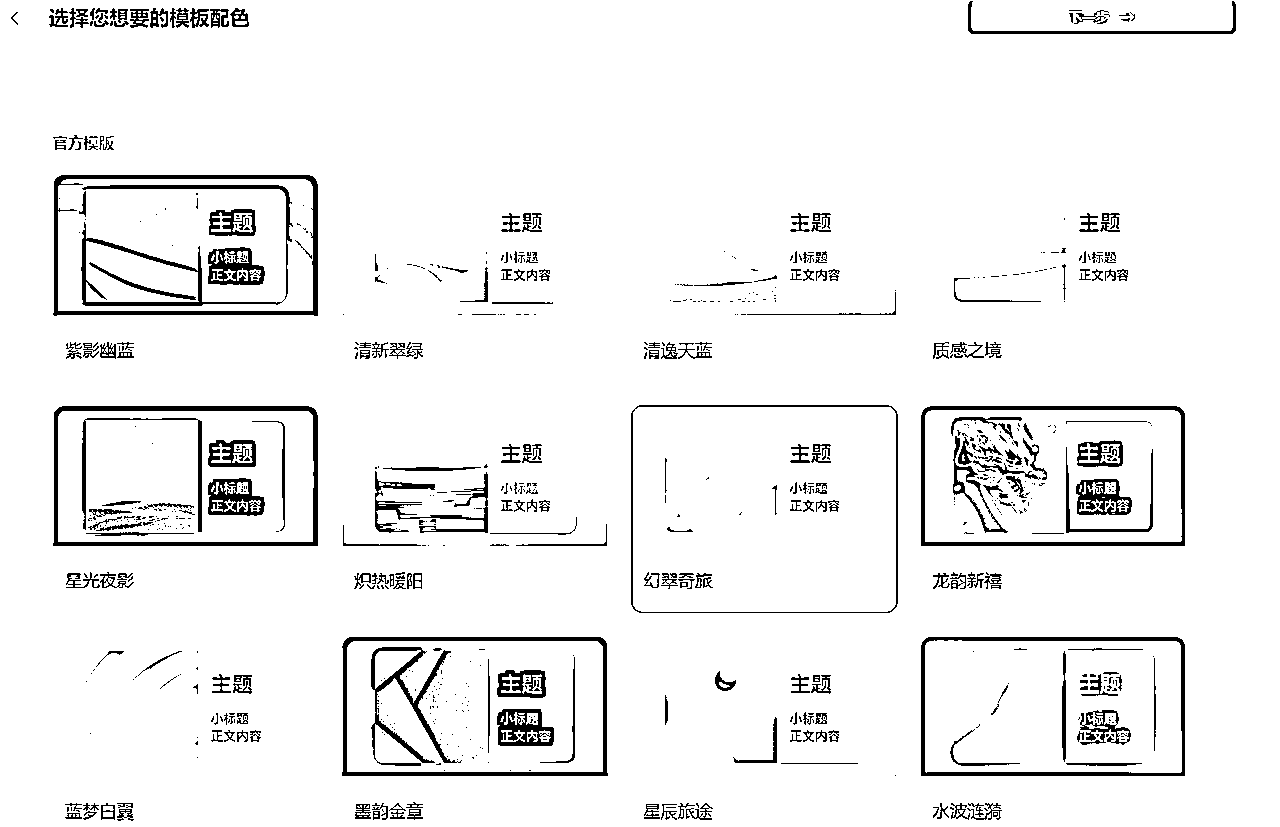 选择您想要的模板配色
下一步
官方模版
主题
小标题
正文内容
紫影幽蓝
主题
小标题
正文内容
清新翠绿
主题
小标题
正文内容
清逸天蓝
主题
小标题
正文内容
质感之境
主题
小标题
正文内容
星光夜影
主题
小标题
正文内容
炽热暖阳
主题
小标题
正文内容
幻翠奇旅
主题
小标题
正文内容
龙韵新禧
主题
小标题
正文内容
蓝梦白翼
主题
小标题
正文内容
墨韵金章
主题
小标题
正文内容
星辰旅途
主题
小标题
正文内容
水波涟漪